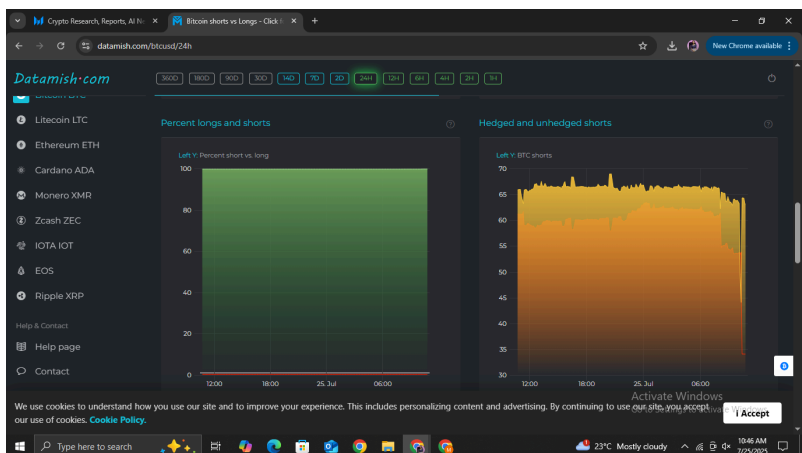 Crypto Research, Reports, AI N
Bitcoin shorts vs Longs - Click
datamish.com/btcusd/24h
New Chrome available
Datamish·com
360D 180D 90D 30D 14D 7D 2D 24H 12H 6H 4H 2H 1H
Bitcoin BTC
Litecoin LTC
Ethereum ETH
Cardano ADA
Monero XMR
Zcash ZEC
IOTA IOT
EOS
Ripple XRP
Help & Contact
Help page
Contact
Percent longs and shorts
Left Y: Percent short vs. long
100
80
60
40
20
0
12:00 18:00 25. Jul 06:00
Hedged and unhedged shorts
Left Y: BTC shorts
70
65
60
55
50
45
40
35
30
12:00 18:00 25. Jul 06:00
Activate Windows
We use cookies to understand how you use our site and to improve your experience. This includes personalizing content and advertising. By continuing to use our site, you accept
our use of cookies. Cookie Policy.
I Accept
Type here to search
23°C Mostly cloudy
10:46 AM
7/25/2025